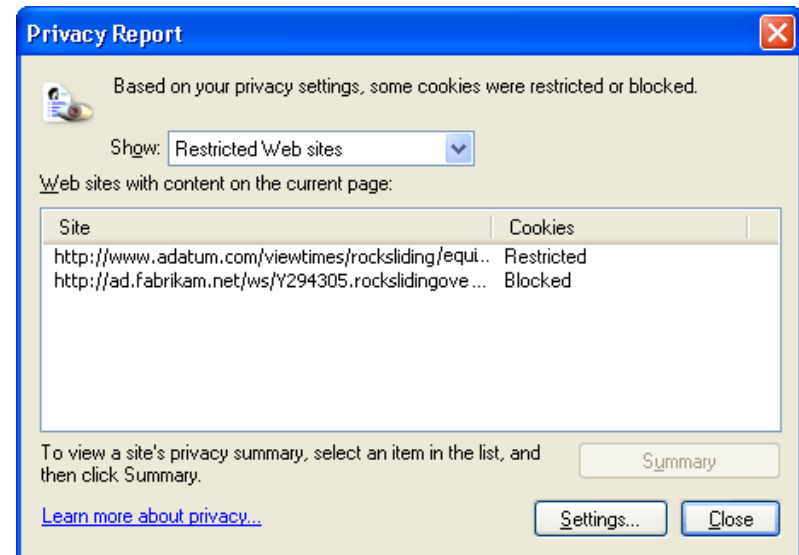 Privacy Report
Based on your privacy settings, some cookies were restricted or blocked.
Show: Restricted Web sites
Web sites with content on the current page:
Site Cookies
http://www.adatum.com/viewtimes/rocksliding/equi.. Restricted
http://ad.fabrikam.net/ws/Y294305.rockslidingove... Blocked
To view a site's privacy summary, select an item in the list, and
then click Summary.
Summary
Learn more about privacy...
Settings... Close